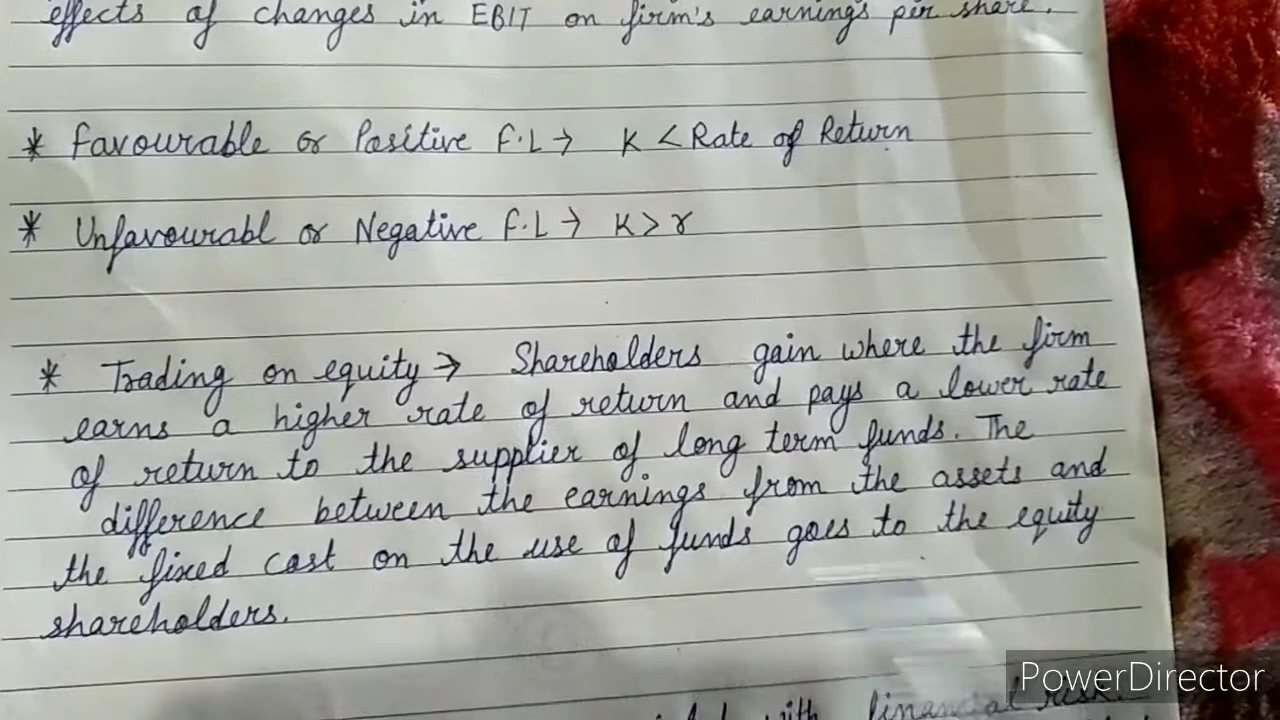 effects of changes in EBIT on firm's earnings per share.
* Favourable or Positive F.L → K < Rate of Return
* Unfavourabl or Negative F.L → K > r
* Trading on equity → Shareholders gain where the firm
earns a higher rate of return and pays a lower rate
of return to the supplier of long term funds. The
difference between the earnings from the assets and
the fixed cost on the use of funds goes to the equity
shareholders.
with financial risk.
PowerDirector